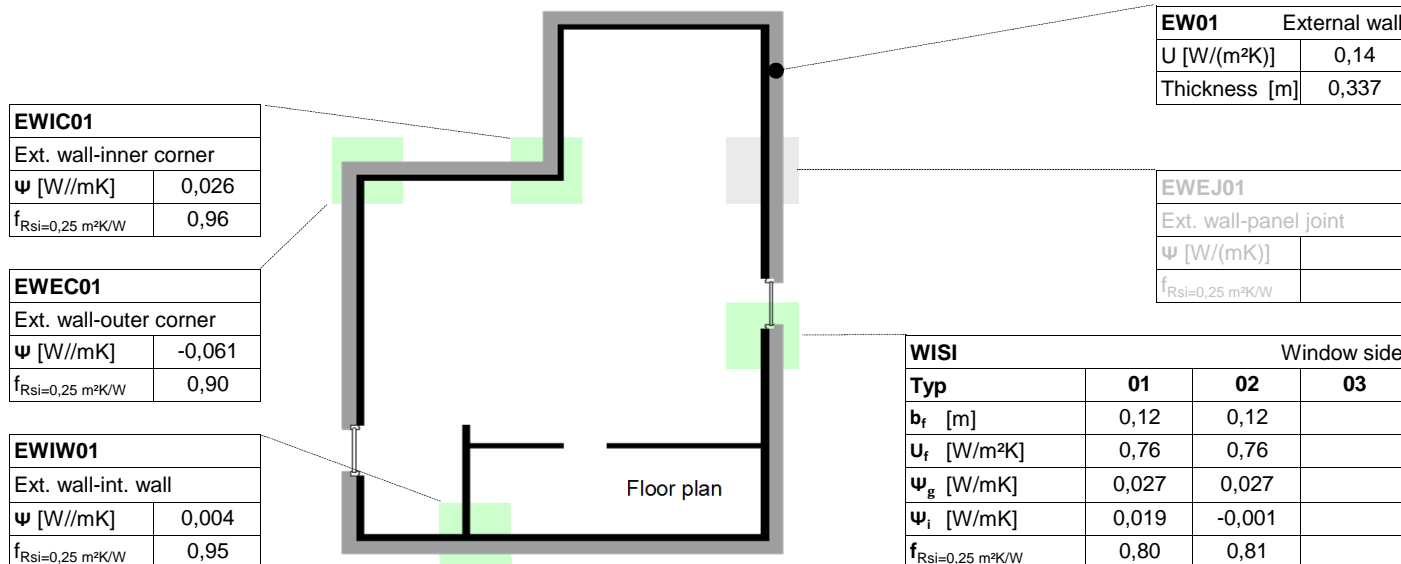 EW01 External wall
U [W/(m²K)] 0,14
Thickness [m] 0,337
EWIC01
Ext. wall-inner corner
Ψ [W//mK] 0,026
fRsi=0,25 m²K/W 0,96
EWEJ01
Ext. wall-panel joint
Ψ [W/(mK)]
fRsi=0,25 m²K/W
EWEC01
Ext. wall-outer corner
Ψ [W//mK] -0,061
fRsi=0,25 m²K/W 0,90
EWIW01
Ext. wall-int. wall
Ψ [W//mK] 0,004
fRsi=0,25 m²K/W 0,95
Floor plan
WISI Window side
Typ 01 02 03
bf [m] 0,12 0,12
Uf [W/m²K] 0,76 0,76
Ψg [W/mK] 0,027 0,027
Ψi [W/mK] 0,019 -0,001
fRsi=0,25 m²K/W 0,80 0,81